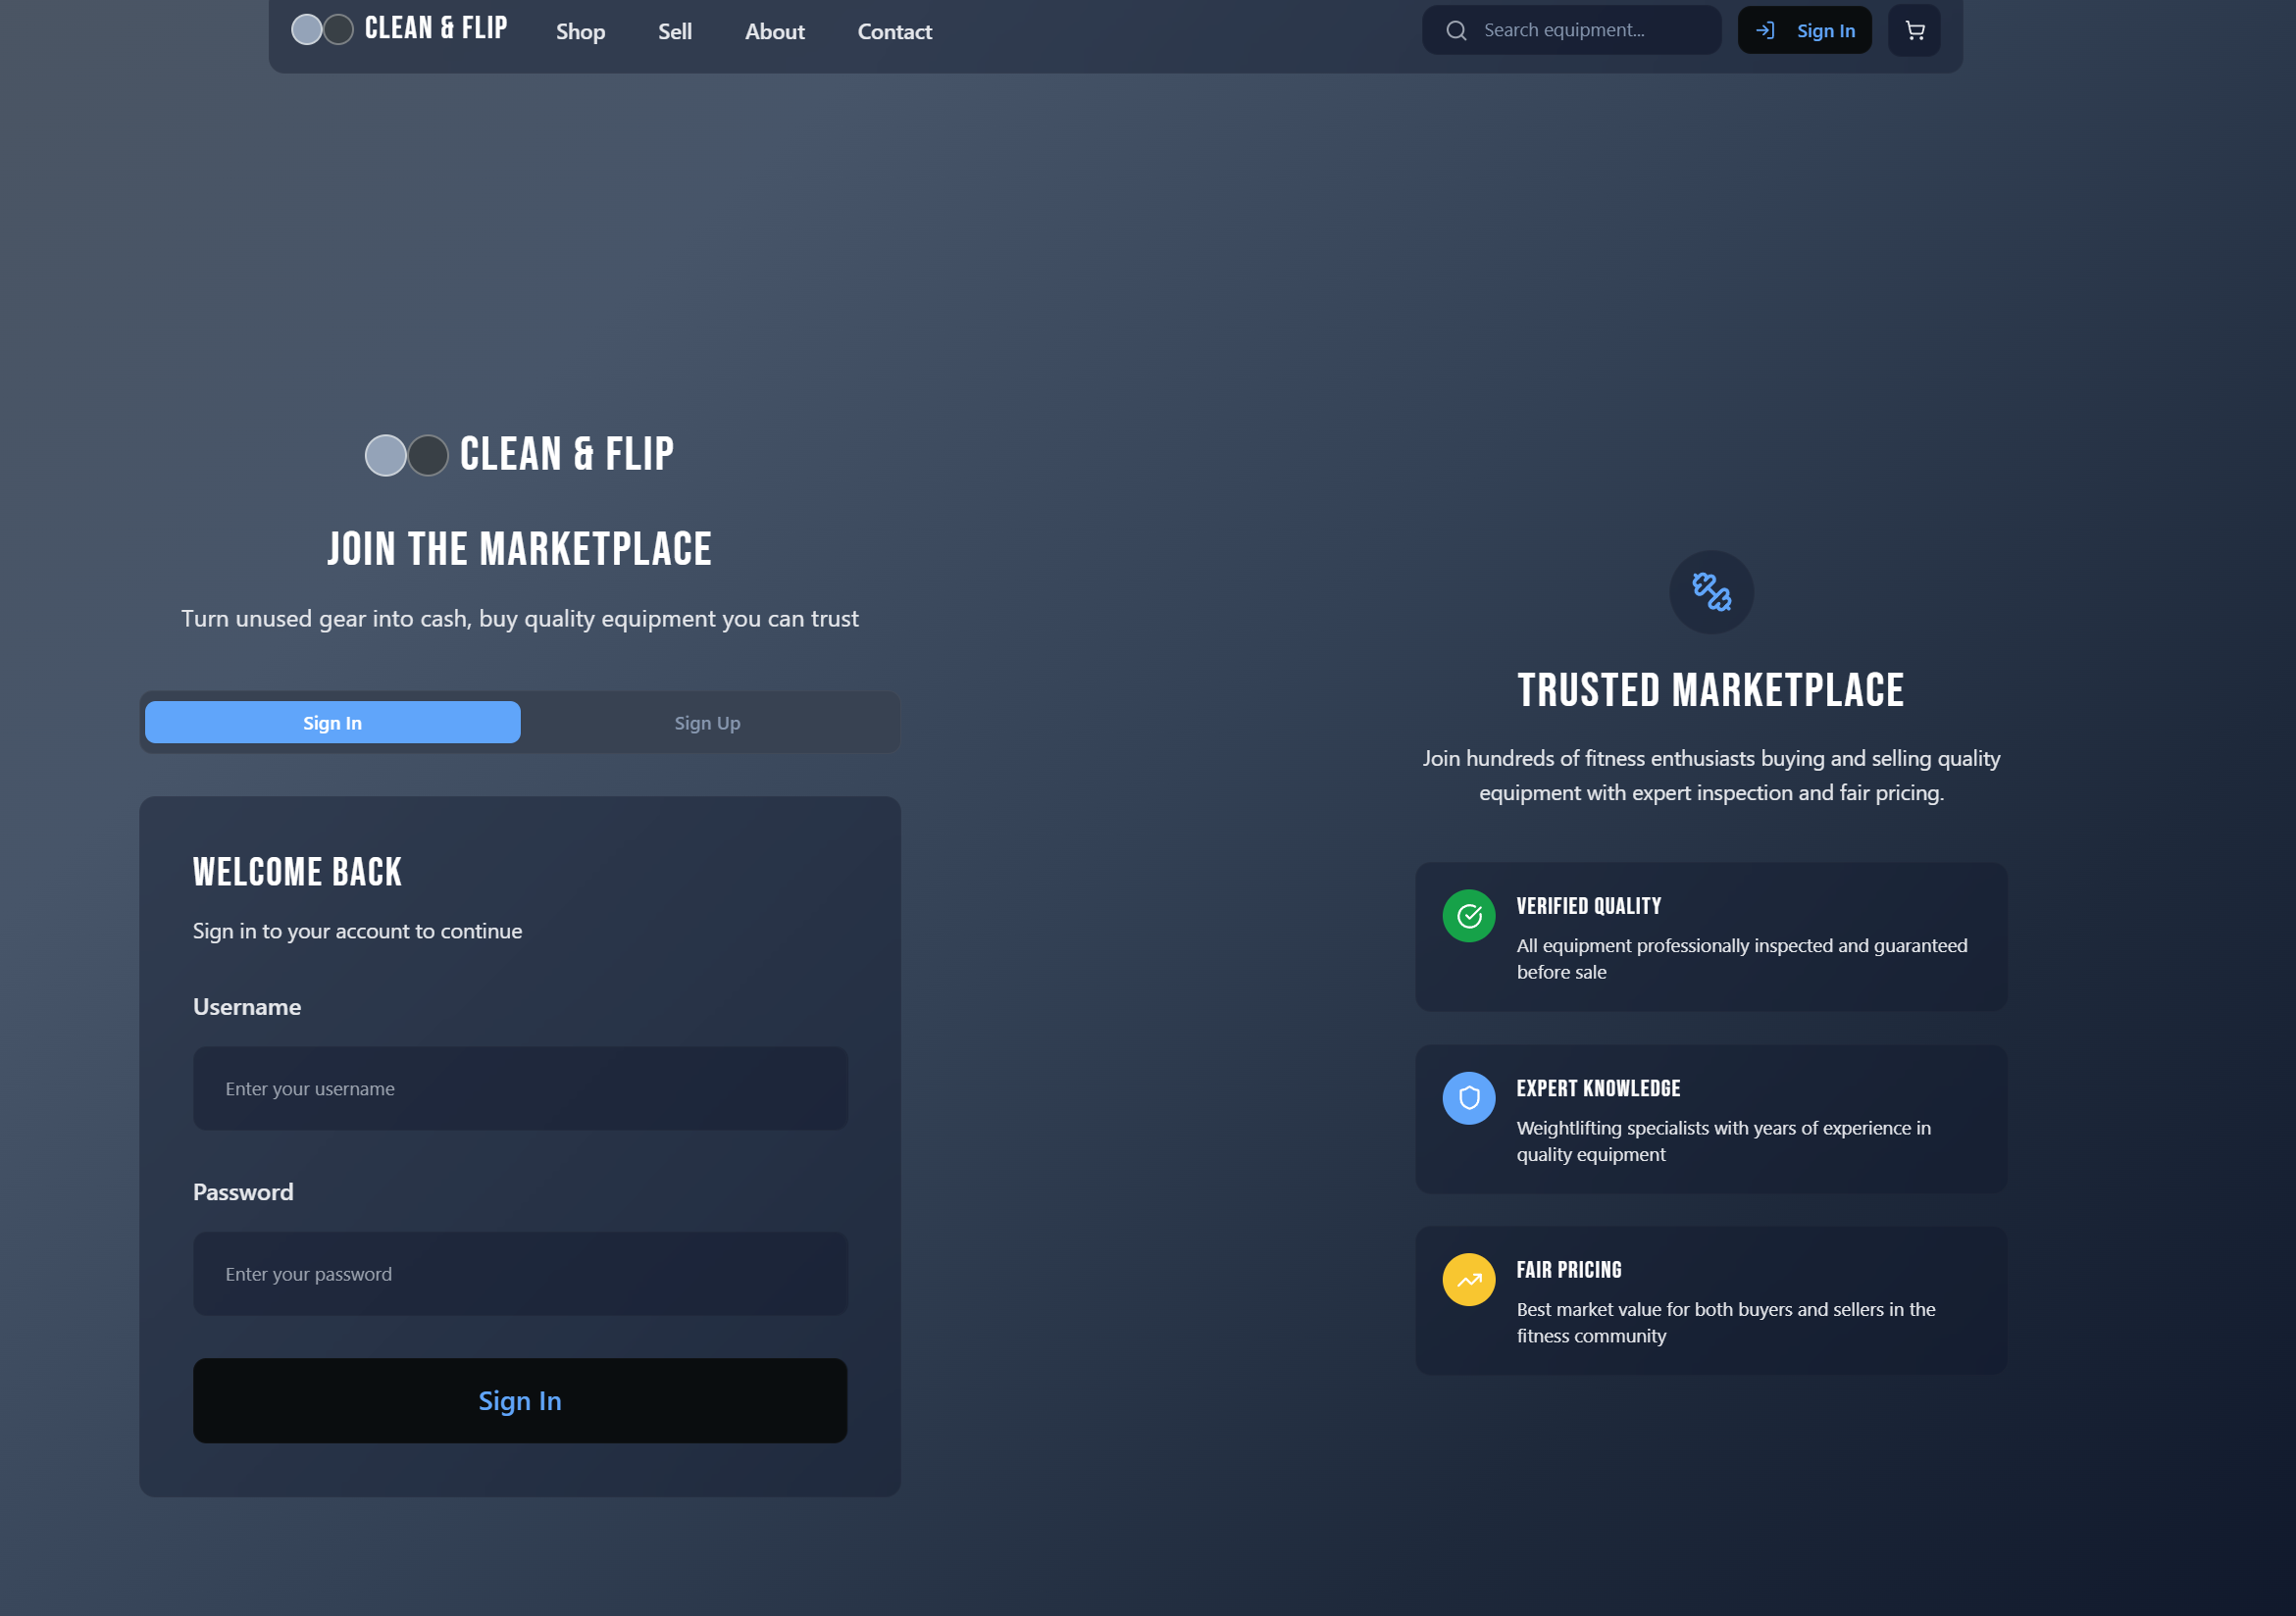 CLEAN & FLIP
Shop
Sell
About
Contact
Search equipment...
Sign In
CLEAN & FLIP
JOIN THE MARKETPLACE
Turn unused gear into cash, buy quality equipment you can trust
Sign In
Sign Up
WELCOME BACK
Sign in to your account to continue
Username
Enter your username
Password
Enter your password
Sign In
TRUSTED MARKETPLACE
Join hundreds of fitness enthusiasts buying and selling quality
equipment with expert inspection and fair pricing.
VERIFIED QUALITY
All equipment professionally inspected and guaranteed
before sale
EXPERT KNOWLEDGE
Weightlifting specialists with years of experience in
quality equipment
FAIR PRICING
Best market value for both buyers and sellers in the
fitness community